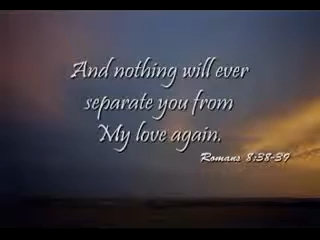 And nothing will ever
separate you from
My love again.
Romans 8:38-39